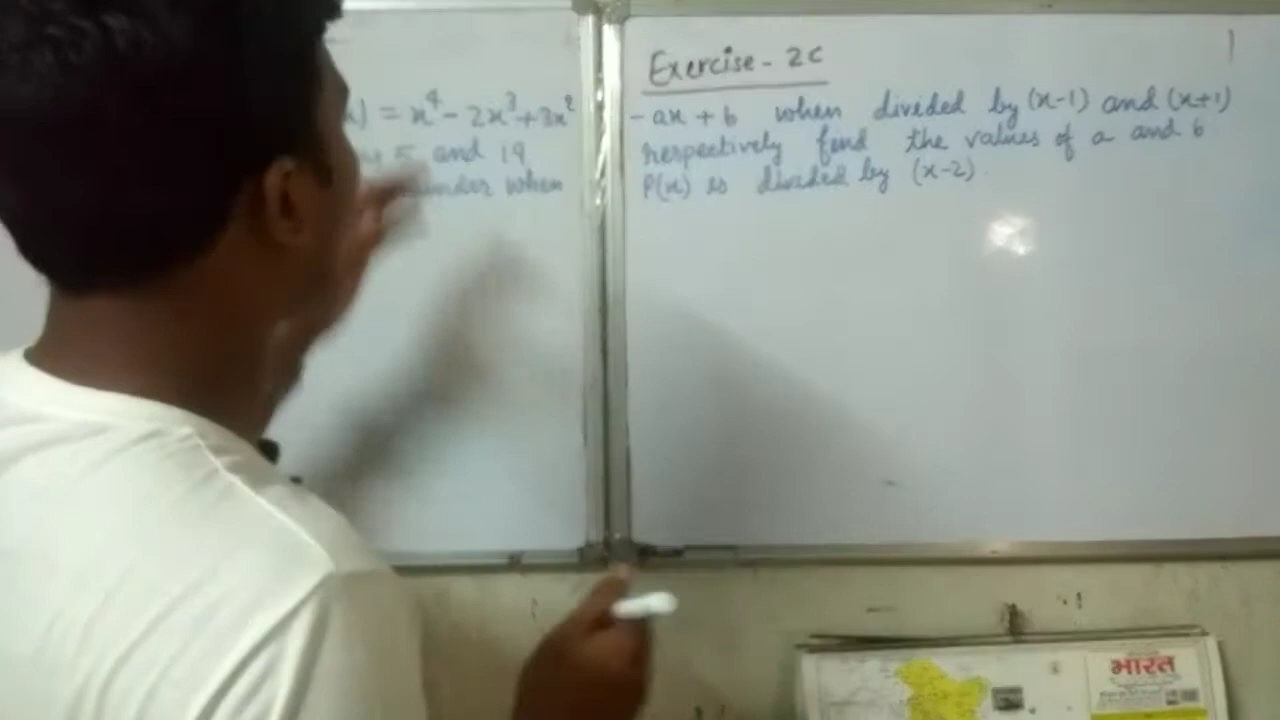 Exercise - 2C
) = x⁴ - 2x³ + 3x² - ax + b when divided by (x-1) and (x+1)
5 and 19 respectively find the values of a and b
when P(x) is divided by (x-2).
भारत